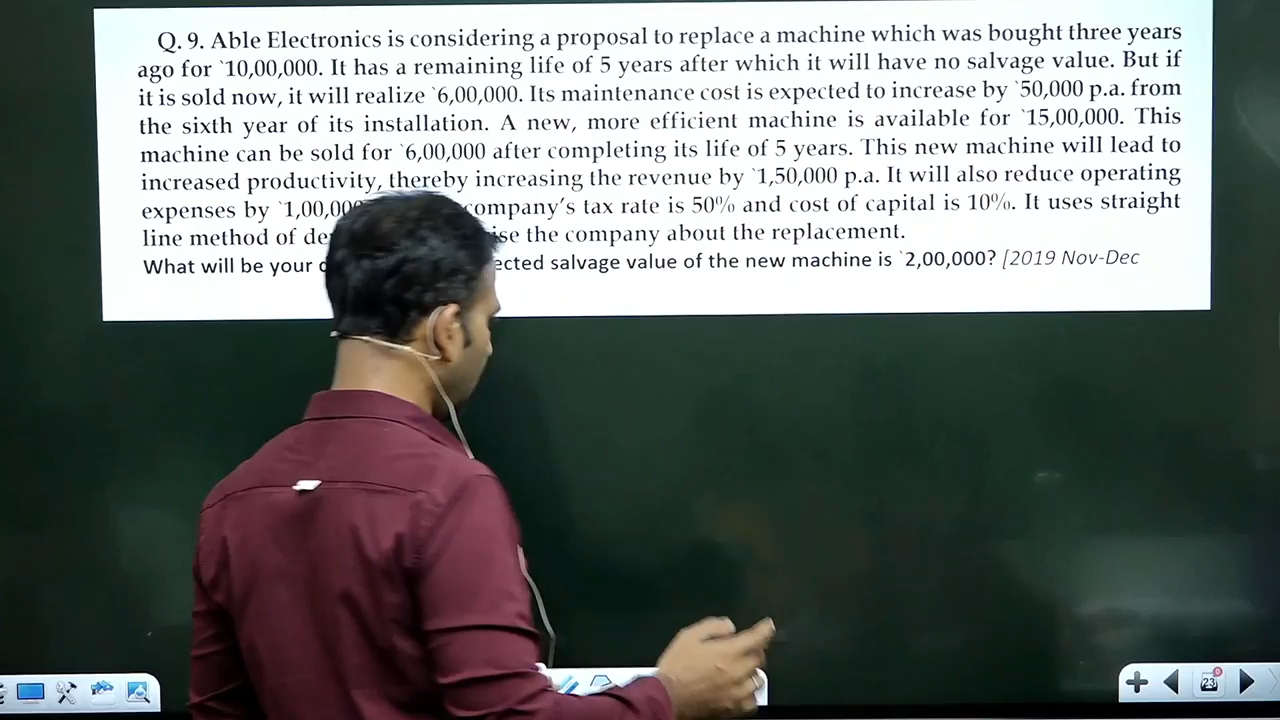 Q. 9. Able Electronics is considering a proposal to replace a machine which was bought three years
ago for `10,00,000. It has a remaining life of 5 years after which it will have no salvage value. But if
it is sold now, it will realize `6,00,000. Its maintenance cost is expected to increase by `50,000 p.a. from
the sixth year of its installation. A new, more efficient machine is available for `15,00,000. This
machine can be sold for `6,00,000 after completing its life of 5 years. This new machine will lead to
increased productivity, thereby increasing the revenue by `1,50,000 p.a. It will also reduce operating
expenses by company's tax rate is 50% and cost of capital is 10%. It uses straight
line method of the company about the replacement.
What will be your salvage value of the new machine is `2,00,000? [2019 Nov-Dec
23